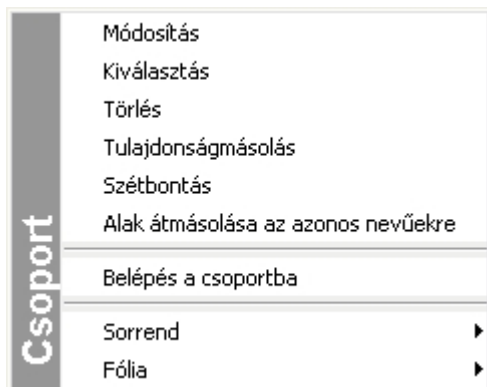 Csoport
Módosítás
Kiválasztás
Törlés
Tulajdonságmásolás
Szétbontás
Alak átmásolása az azonos nevűekre
Belépés a csoportba
Sorrend
Fólia